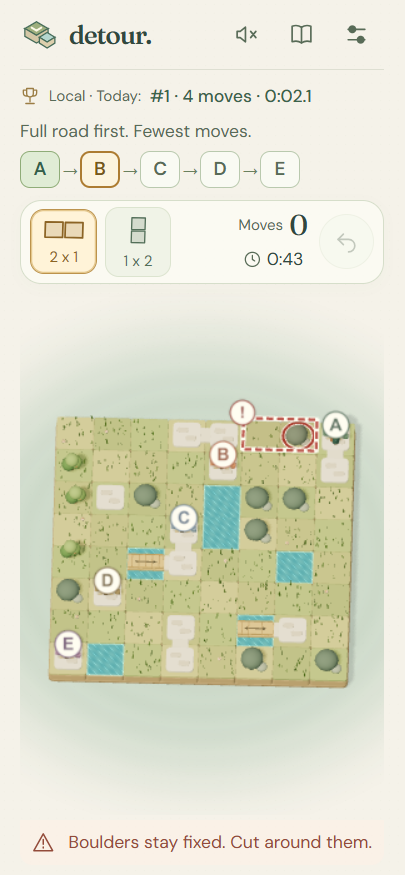 detour.
Local · Today: #1 · 4 moves · 0:02.1
Full road first. Fewest moves.
A → B → C → D → E
2 x 1
1 x 2
Moves 0
0:43
!
A
B
C
D
E
Boulders stay fixed. Cut around them.